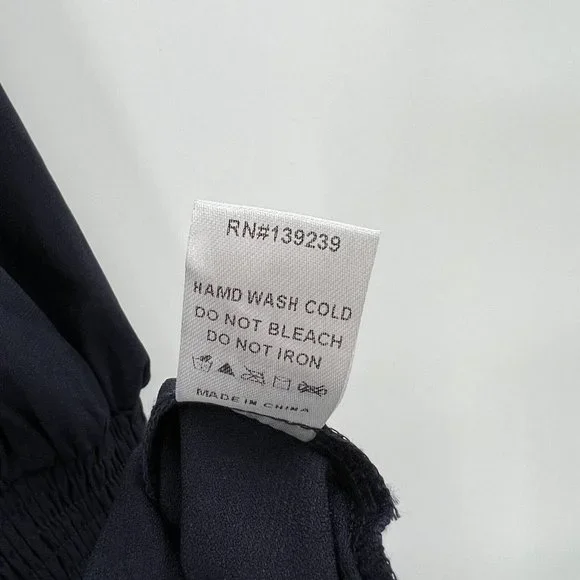 RN#139239
HAMD WASH COLD
DO NOT BLEACH
DO NOT IRON
MADE IN CHINA